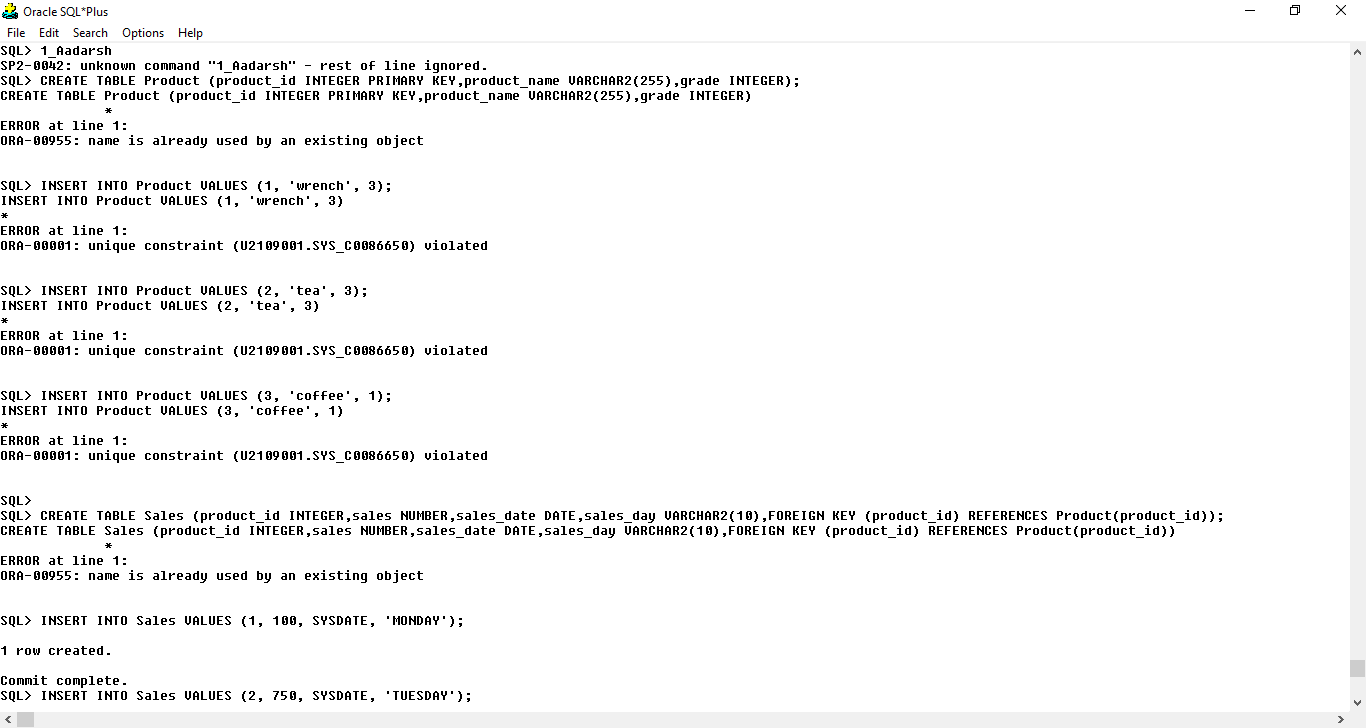 Oracle SQL*Plus
File Edit Search Options Help
SQL> 1_Aadarsh
SP2-0042: unknown command "1_Aadarsh" - rest of line ignored.
SQL> CREATE TABLE Product (product_id INTEGER PRIMARY KEY,product_name VARCHAR2(255),grade INTEGER);
CREATE TABLE Product (product_id INTEGER PRIMARY KEY,product_name VARCHAR2(255),grade INTEGER)
*
ERROR at line 1:
ORA-00955: name is already used by an existing object
SQL> INSERT INTO Product VALUES (1, 'wrench', 3);
INSERT INTO Product VALUES (1, 'wrench', 3)
*
ERROR at line 1:
ORA-00001: unique constraint (U2109001.SYS_C0086650) violated
SQL> INSERT INTO Product VALUES (2, 'tea', 3);
INSERT INTO Product VALUES (2, 'tea', 3)
*
ERROR at line 1:
ORA-00001: unique constraint (U2109001.SYS_C0086650) violated
SQL> INSERT INTO Product VALUES (3, 'coffee', 1);
INSERT INTO Product VALUES (3, 'coffee', 1)
*
ERROR at line 1:
ORA-00001: unique constraint (U2109001.SYS_C0086650) violated
SQL>
SQL> CREATE TABLE Sales (product_id INTEGER,sales NUMBER,sales_date DATE,sales_day VARCHAR2(10),FOREIGN KEY (product_id) REFERENCES Product(product_id));
CREATE TABLE Sales (product_id INTEGER,sales NUMBER,sales_date DATE,sales_day VARCHAR2(10),FOREIGN KEY (product_id) REFERENCES Product(product_id))
*
ERROR at line 1:
ORA-00955: name is already used by an existing object
SQL> INSERT INTO Sales VALUES (1, 100, SYSDATE, 'MONDAY');
1 row created.
Commit complete.
SQL> INSERT INTO Sales VALUES (2, 750, SYSDATE, 'TUESDAY');